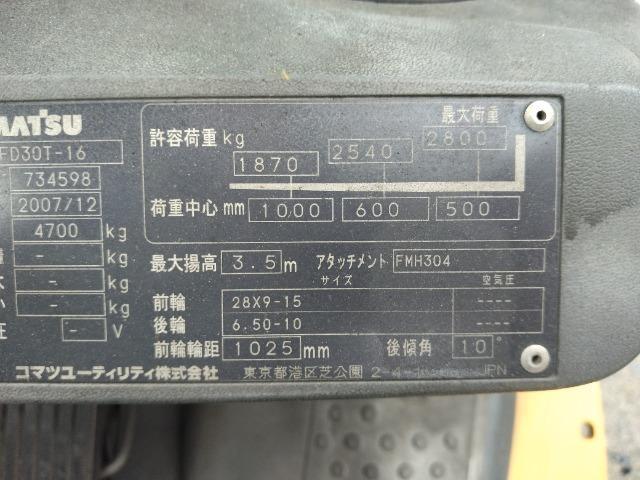 MATSU
FD30T-16
734598
2007/12
4700 kg
- kg
- kg
- kg
- V
最大荷重
許容荷重 kg 1870 2540 2800
荷重中心 mm 1000 600 500
最大揚高 3.5 m アタッチメント FMH304
サイズ 空気圧
前輪 28X9-15 ----
後輪 6.50-10 ----
前輪輪距 1025 mm 後傾角 10°
コマツユーティリティ株式会社 東京都港区芝公園 2-4- JPN